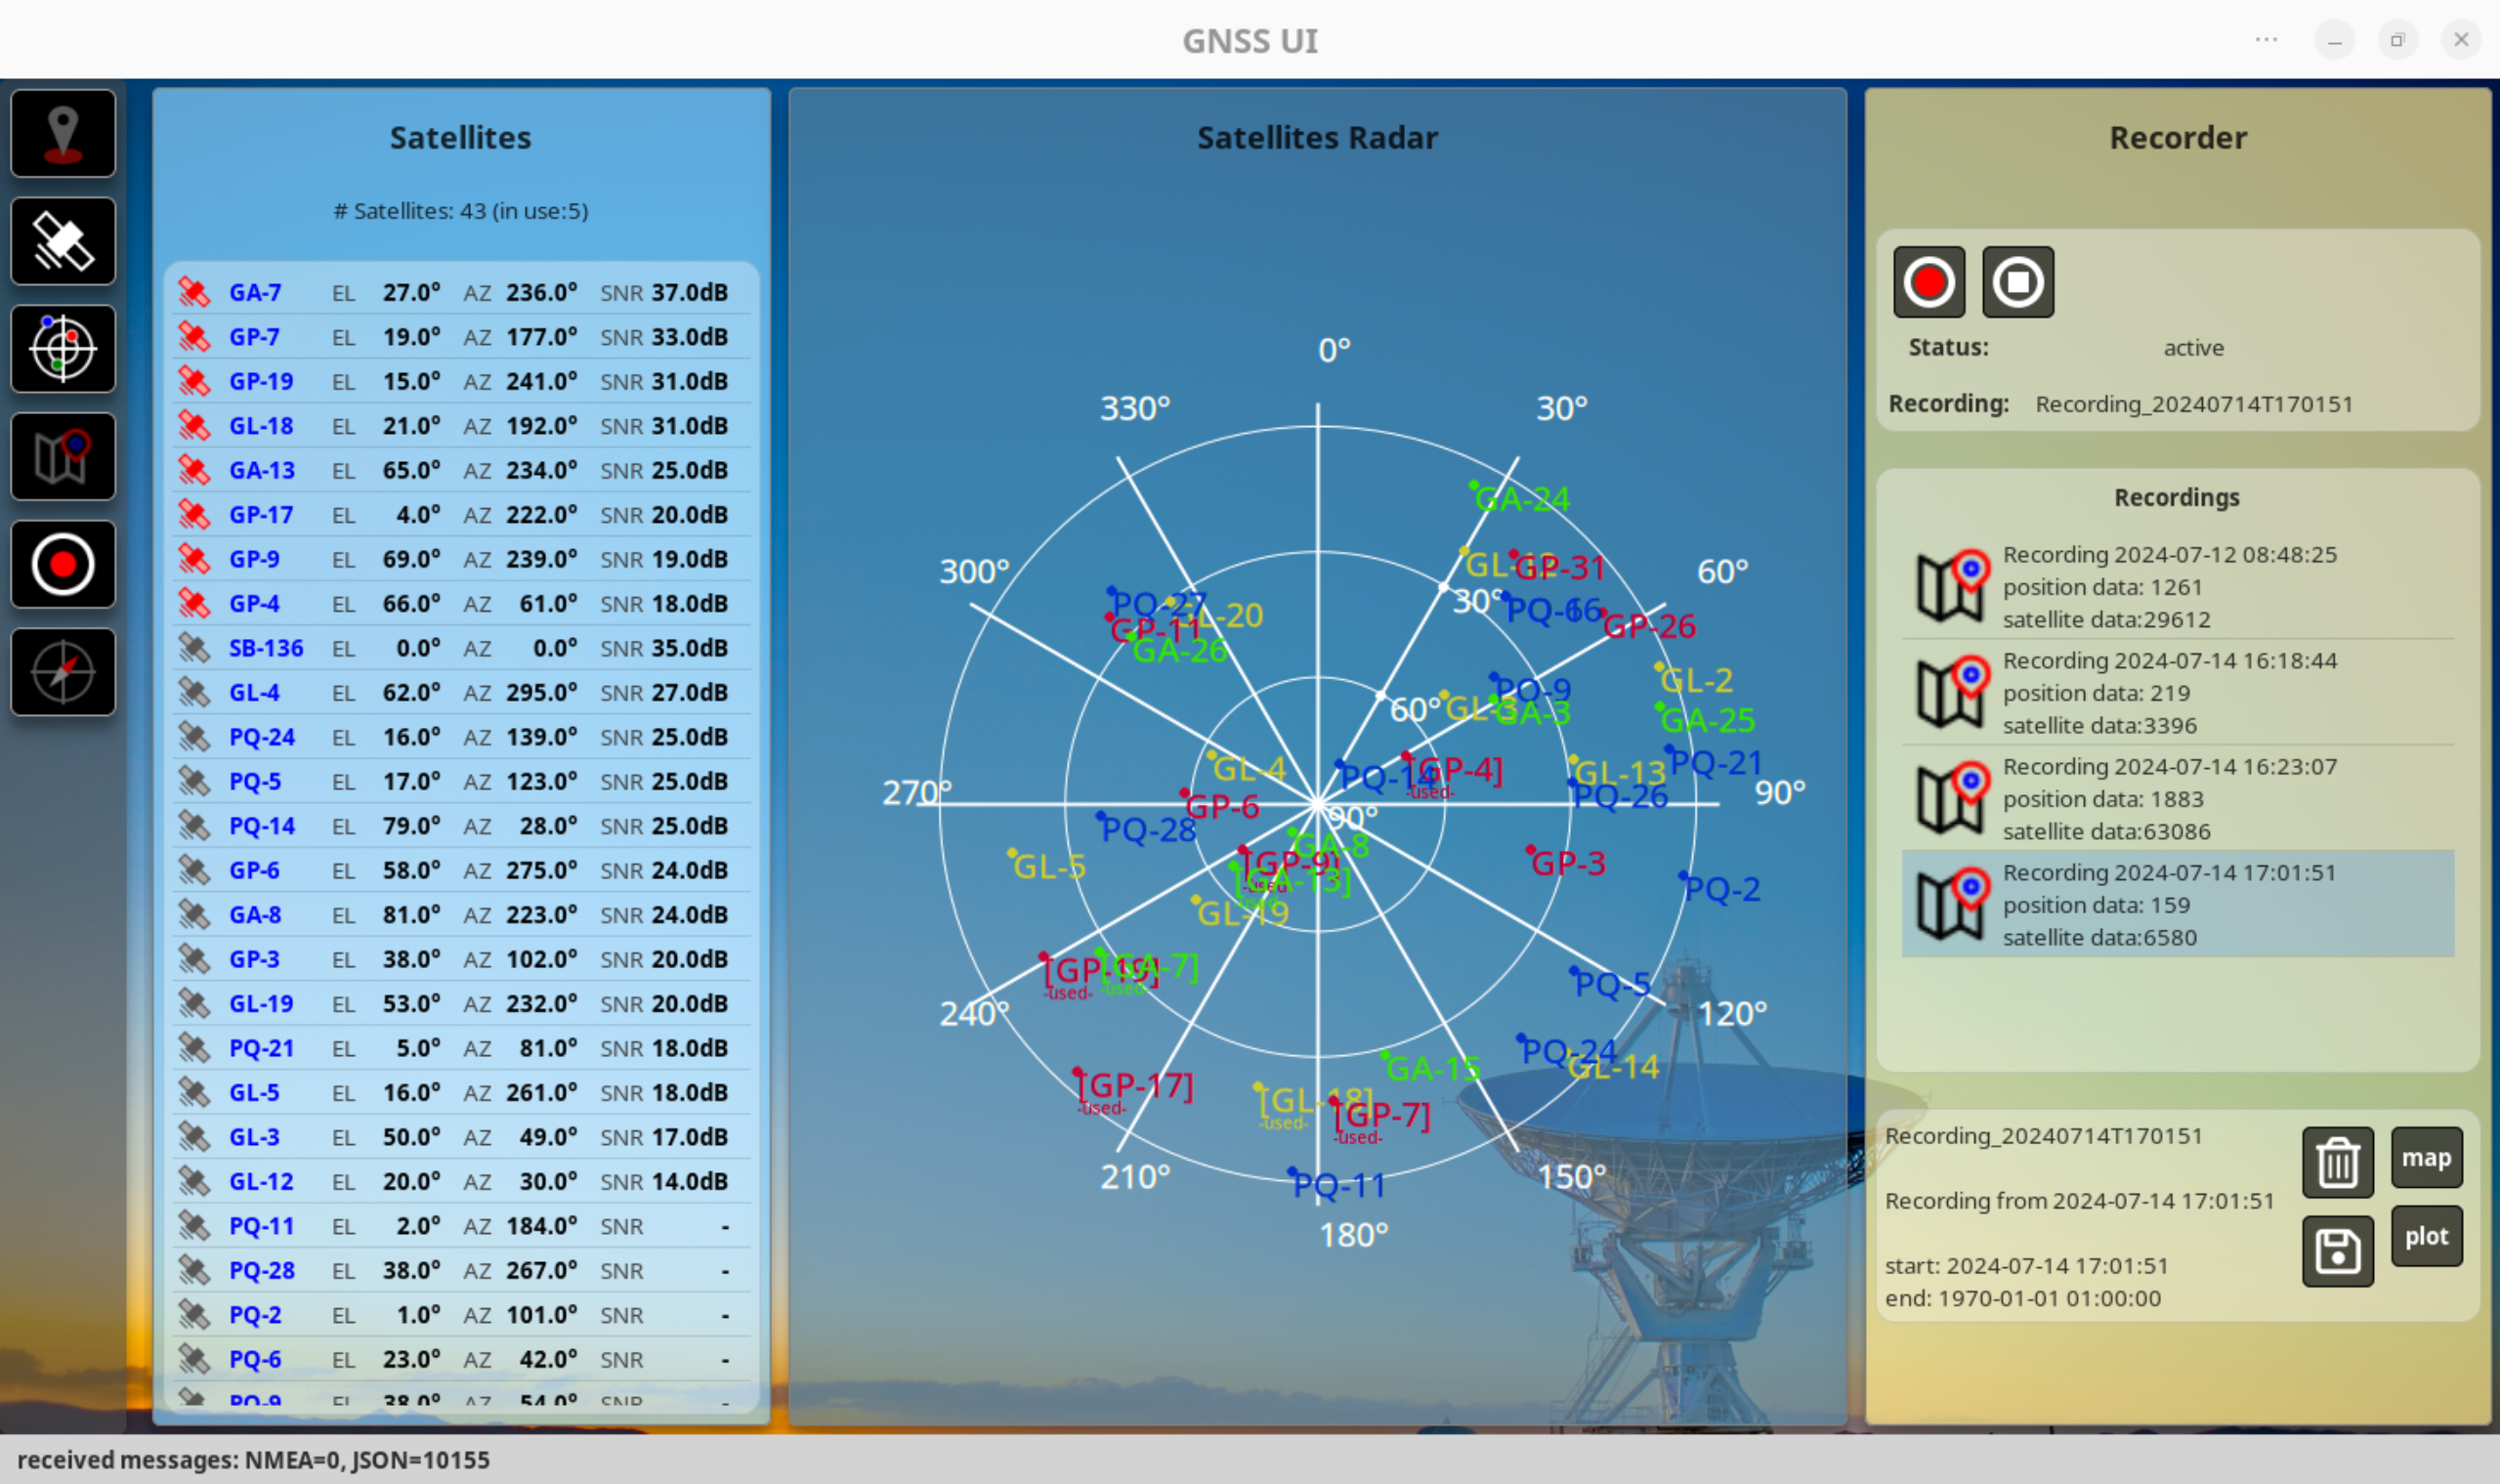 GNSS UI
Satellites
# Satellites: 43 (in use:5)
GA-7 EL 27.0° AZ 236.0° SNR 37.0dB
GP-7 EL 19.0° AZ 177.0° SNR 33.0dB
GP-19 EL 15.0° AZ 241.0° SNR 31.0dB
GL-18 EL 21.0° AZ 192.0° SNR 31.0dB
GA-13 EL 65.0° AZ 234.0° SNR 25.0dB
GP-17 EL 4.0° AZ 222.0° SNR 20.0dB
GP-9 EL 69.0° AZ 239.0° SNR 19.0dB
GP-4 EL 66.0° AZ 61.0° SNR 18.0dB
SB-136 EL 0.0° AZ 0.0° SNR 35.0dB
GL-4 EL 62.0° AZ 295.0° SNR 27.0dB
PQ-24 EL 16.0° AZ 139.0° SNR 25.0dB
PQ-5 EL 17.0° AZ 123.0° SNR 25.0dB
PQ-14 EL 79.0° AZ 28.0° SNR 25.0dB
GP-6 EL 58.0° AZ 275.0° SNR 24.0dB
GA-8 EL 81.0° AZ 223.0° SNR 24.0dB
GP-3 EL 38.0° AZ 102.0° SNR 20.0dB
GL-19 EL 53.0° AZ 232.0° SNR 20.0dB
PQ-21 EL 5.0° AZ 81.0° SNR 18.0dB
GL-5 EL 16.0° AZ 261.0° SNR 18.0dB
GL-3 EL 50.0° AZ 49.0° SNR 17.0dB
GL-12 EL 20.0° AZ 30.0° SNR 14.0dB
PQ-11 EL 2.0° AZ 184.0° SNR -
PQ-28 EL 38.0° AZ 267.0° SNR -
PQ-2 EL 1.0° AZ 101.0° SNR -
PQ-6 EL 23.0° AZ 42.0° SNR -
PQ-9 EL 38.0° AZ 54.0° SNR -
Satellites Radar
0°
330°
30°
GA-24
300°
60°
GL-12
GP-31
PQ-27
GL-20
30°
PQ-66
GP-26
GP-11
GA-26
PQ-9
GL-2
60°
GL-3
GA-3
GA-25
GL-4
PQ-14
[GP-4]
-used-
GL-13
PQ-21
270°
GP-6
PQ-26
90°
90°
PQ-28
GA-8
GL-5
[GP-9]
-used-
[GA-13]
-used-
GP-3
PQ-2
GL-19
[GP-19]
-used-
[GA-7]
-used-
PQ-5
240°
120°
PQ-24
GL-14
GA-15
[GP-17]
-used-
[GL-18]
-used-
[GP-7]
-used-
210°
PQ-11
150°
180°
Recorder
Status: active
Recording: Recording_20240714T170151
Recordings
Recording 2024-07-12 08:48:25
position data: 1261
satellite data:29612
Recording 2024-07-14 16:18:44
position data: 219
satellite data:3396
Recording 2024-07-14 16:23:07
position data: 1883
satellite data:63086
Recording 2024-07-14 17:01:51
position data: 159
satellite data:6580
Recording_20240714T170151
map
Recording from 2024-07-14 17:01:51
plot
start: 2024-07-14 17:01:51
end: 1970-01-01 01:00:00
received messages: NMEA=0, JSON=10155